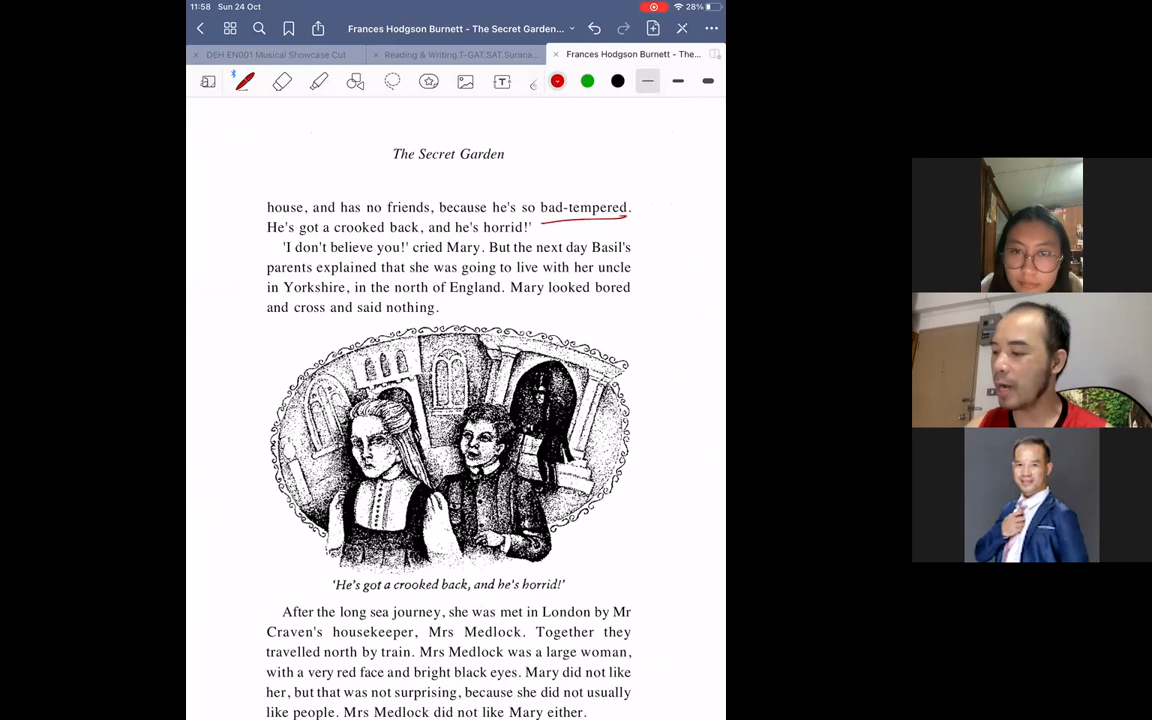 11:58 Sun 24 Oct
28%
Frances Hodgson Burnett - The Secret Garden...
DEH EN001 Musical Showcase Cut
Reading & Writing,T-GAT,SAT Surana...
Frances Hodgson Burnett - The...
The Secret Garden
house, and has no friends, because he's so bad-tempered.
He's got a crooked back, and he's horrid!'
'I don't believe you!' cried Mary. But the next day Basil's
parents explained that she was going to live with her uncle
in Yorkshire, in the north of England. Mary looked bored
and cross and said nothing.
'He's got a crooked back, and he's horrid!'
After the long sea journey, she was met in London by Mr
Craven's housekeeper, Mrs Medlock. Together they
travelled north by train. Mrs Medlock was a large woman,
with a very red face and bright black eyes. Mary did not like
her, but that was not surprising, because she did not usually
like people. Mrs Medlock did not like Mary either.